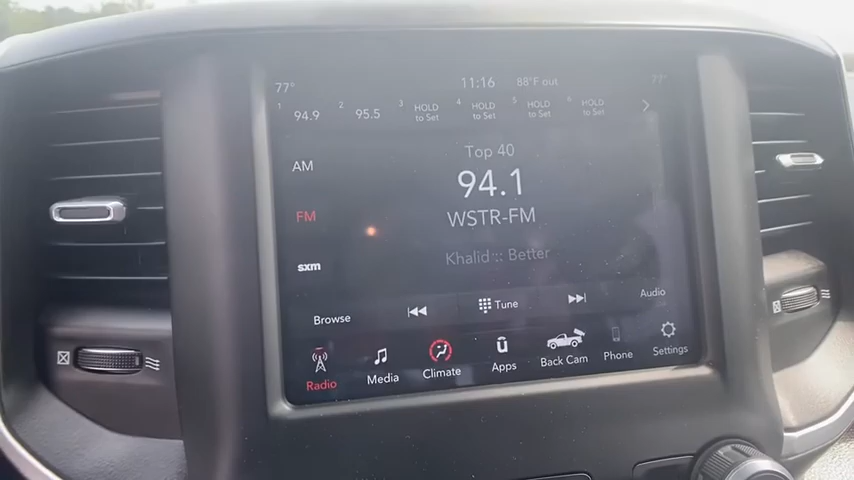 77° 11:16 88°F out 77°
1 94.9 2 95.5 3 HOLD to Set 4 HOLD to Set 5 HOLD to Set 6 HOLD to Set
Top 40
AM
94.1
FM
WSTR-FM
Khalid :: Better
sxm
Browse Tune Audio
Radio Media Climate Apps Back Cam Phone Settings